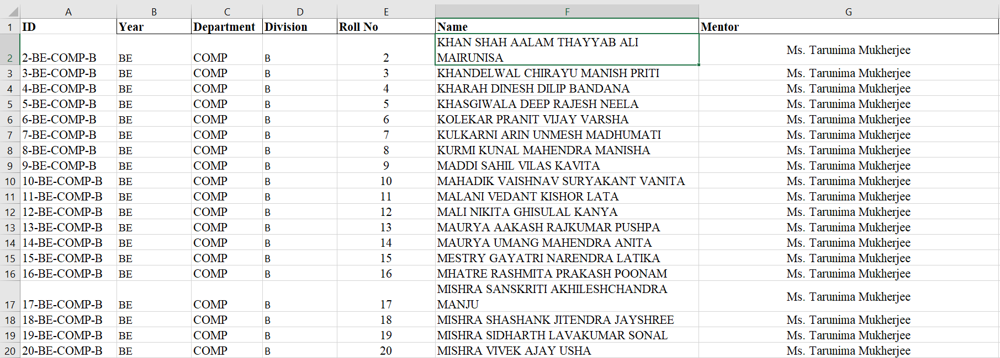 A B C D E F G
1 ID Year Department Division Roll No Name Mentor
KHAN SHAH AALAM THAYYAB ALI
2 2-BE-COMP-B BE COMP B 2 MAIRUNISA Ms. Tarunima Mukherjee
3 3-BE-COMP-B BE COMP B 3 KHANDELWAL CHIRAYU MANISH PRITI Ms. Tarunima Mukherjee
4 4-BE-COMP-B BE COMP B 4 KHARAH DINESH DILIP BANDANA Ms. Tarunima Mukherjee
5 5-BE-COMP-B BE COMP B 5 KHASGIWALA DEEP RAJESH NEELA Ms. Tarunima Mukherjee
6 6-BE-COMP-B BE COMP B 6 KOLEKAR PRANIT VIJAY VARSHA Ms. Tarunima Mukherjee
7 7-BE-COMP-B BE COMP B 7 KULKARNI ARIN UNMESH MADHUMATI Ms. Tarunima Mukherjee
8 8-BE-COMP-B BE COMP B 8 KURMI KUNAL MAHENDRA MANISHA Ms. Tarunima Mukherjee
9 9-BE-COMP-B BE COMP B 9 MADDI SAHIL VILAS KAVITA Ms. Tarunima Mukherjee
10 10-BE-COMP-B BE COMP B 10 MAHADIK VAISHNAV SURYAKANT VANITA Ms. Tarunima Mukherjee
11 11-BE-COMP-B BE COMP B 11 MALANI VEDANT KISHOR LATA Ms. Tarunima Mukherjee
12 12-BE-COMP-B BE COMP B 12 MALI NIKITA GHISULAL KANYA Ms. Tarunima Mukherjee
13 13-BE-COMP-B BE COMP B 13 MAURYA AAKASH RAJKUMAR PUSHPA Ms. Tarunima Mukherjee
14 14-BE-COMP-B BE COMP B 14 MAURYA UMANG MAHENDRA ANITA Ms. Tarunima Mukherjee
15 15-BE-COMP-B BE COMP B 15 MESTRY GAYATRI NARENDRA LATIKA Ms. Tarunima Mukherjee
16 16-BE-COMP-B BE COMP B 16 MHATRE RASHMITA PRAKASH POONAM Ms. Tarunima Mukherjee
MISHRA SANSKRITI AKHILESHCHANDRA
17 17-BE-COMP-B BE COMP B 17 MANJU Ms. Tarunima Mukherjee
18 18-BE-COMP-B BE COMP B 18 MISHRA SHASHANK JITENDRA JAYSHREE Ms. Tarunima Mukherjee
19 19-BE-COMP-B BE COMP B 19 MISHRA SIDHARTH LAVAKUMAR SONAL Ms. Tarunima Mukherjee
20 20-BE-COMP-B BE COMP B 20 MISHRA VIVEK AJAY USHA Ms. Tarunima Mukherjee